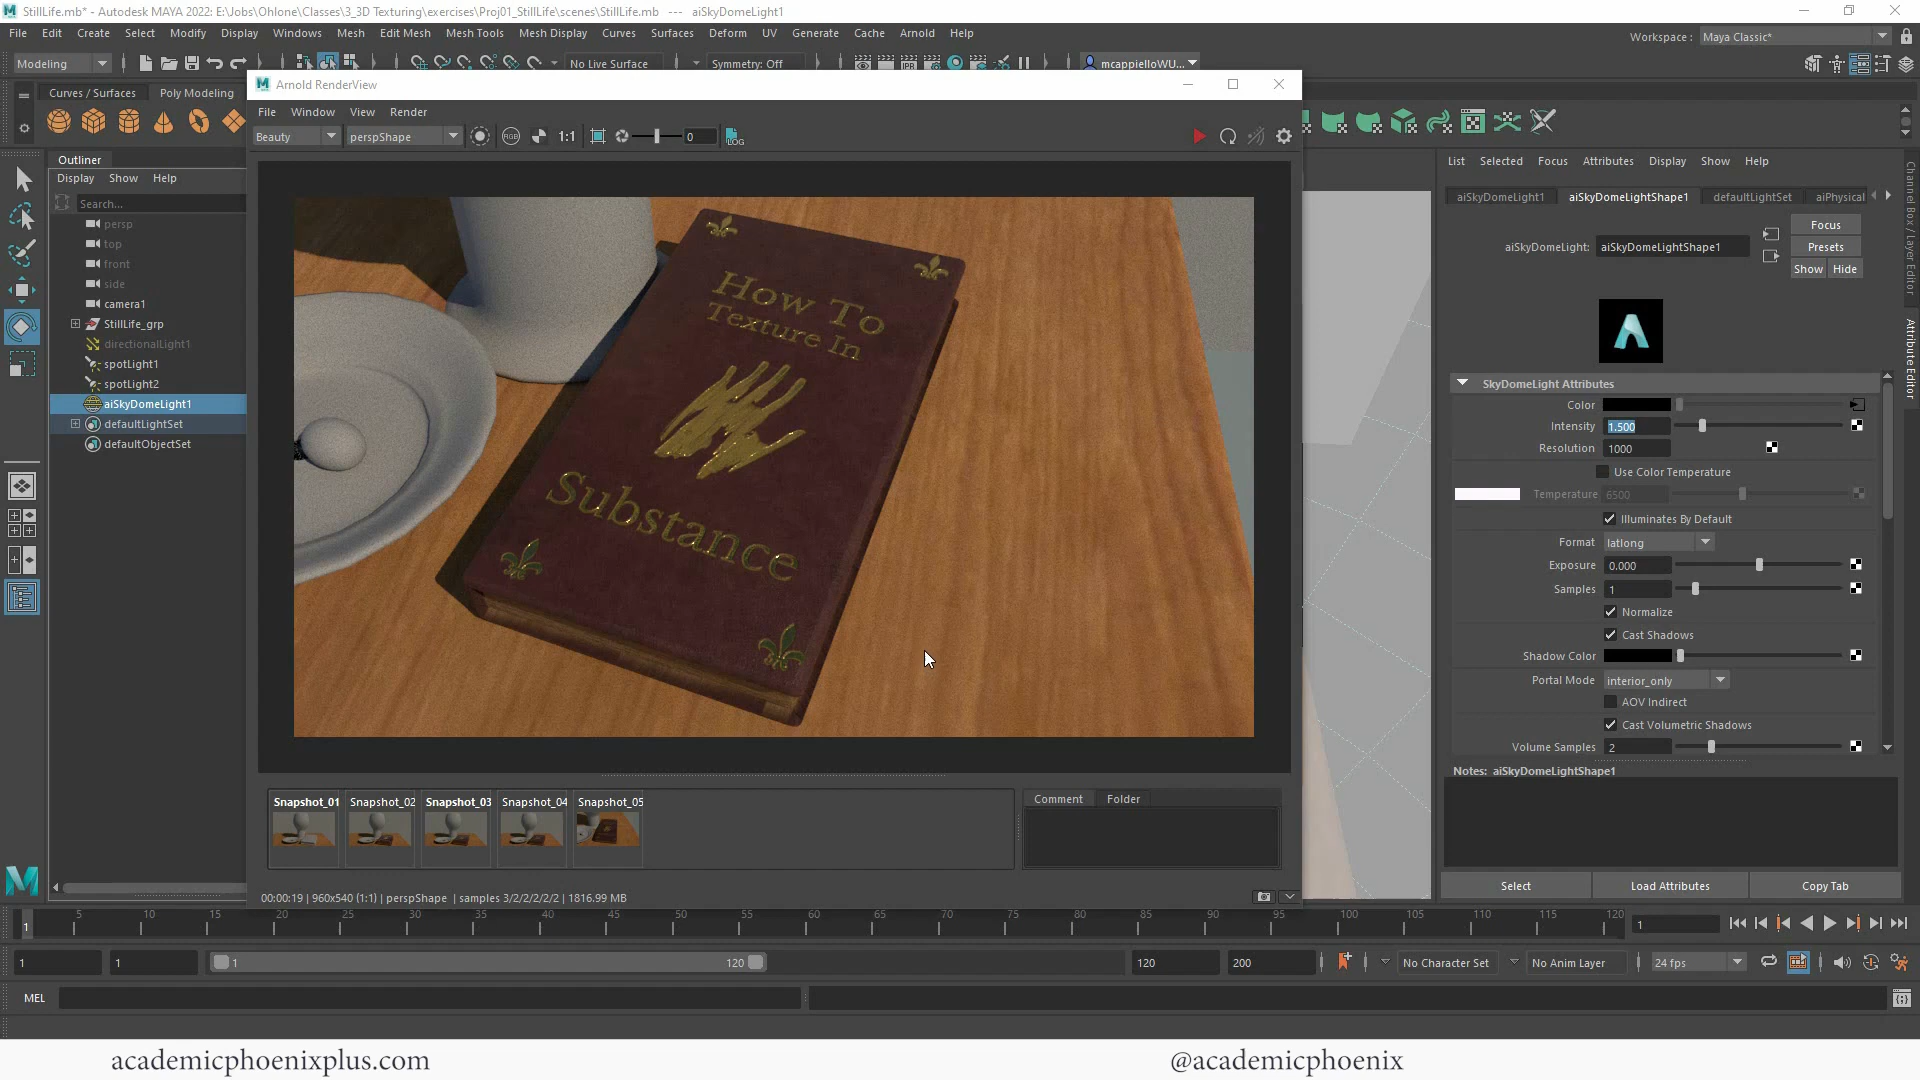 StillLife.mb* - Autodesk MAYA 2022: E:\Jobs\Ohlone\Classes\3_3D Texturing\exercises\Proj01_StillLife\scenes\StillLife.mb --- aiSkyDomeLight1
File Edit Create Select Modify Display Windows Mesh Edit Mesh Mesh Tools Mesh Display Curves Surfaces Deform UV Generate Cache Arnold Help
Workspace : Maya Classic*
Modeling No Live Surface Symmetry: Off mcappielloWU...
Arnold RenderView
Curves / Surfaces Poly Modeling
File Window View Render
Beauty perspShape RGB 1:1 0 LOG
Outliner
Display Show Help
Search...
persp
top
front
side
camera1
StillLife_grp
directionalLight1
spotLight1
spotLight2
aiSkyDomeLight1
defaultLightSet
defaultObjectSet
How To
Texture In
Substance
List Selected Focus Attributes Display Show Help
aiSkyDomeLight1 aiSkyDomeLightShape1 defaultLightSet aiPhysical
Focus
aiSkyDomeLight: aiSkyDomeLightShape1 Presets
Show Hide
SkyDomeLight Attributes
Color
Intensity 1.500
Resolution 1000
Use Color Temperature
Temperature 6500
Illuminates By Default
Format latlong
Exposure 0.000
Samples 1
Normalize
Cast Shadows
Shadow Color
Portal Mode interior_only
AOV Indirect
Cast Volumetric Shadows
Volume Samples 2
Notes: aiSkyDomeLightShape1
Select Load Attributes Copy Tab
Channel Box / Layer Editor
Attribute Editor
Snapshot_01 Snapshot_02 Snapshot_03 Snapshot_04 Snapshot_05
Comment Folder
00:00:19 | 960x540 (1:1) | perspShape | samples 3/2/2/2/2/2 | 1816.99 MB
1 5 10 15 20 25 30 35 40 45 50 55 60 65 70 75 80 85 90 95 100 105 110 115 120 1
1 1 1 120 120 200 No Character Set No Anim Layer 24 fps
MEL
academicphoenixplus.com @academicphoenix